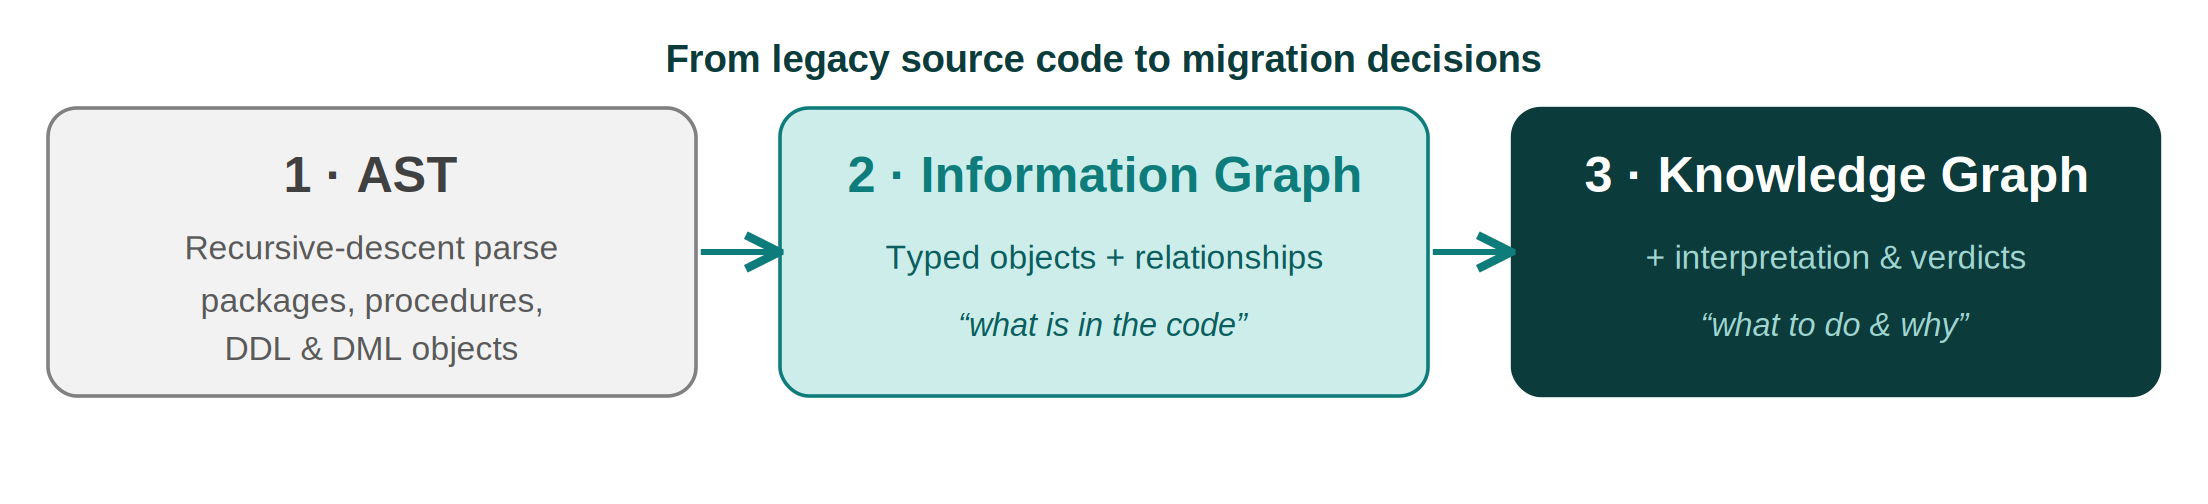 From legacy source code to migration decisions
1 · AST
Recursive-descent parse
packages, procedures,
DDL & DML objects
2 · Information Graph
Typed objects + relationships
“what is in the code”
3 · Knowledge Graph
+ interpretation & verdicts
“what to do & why”